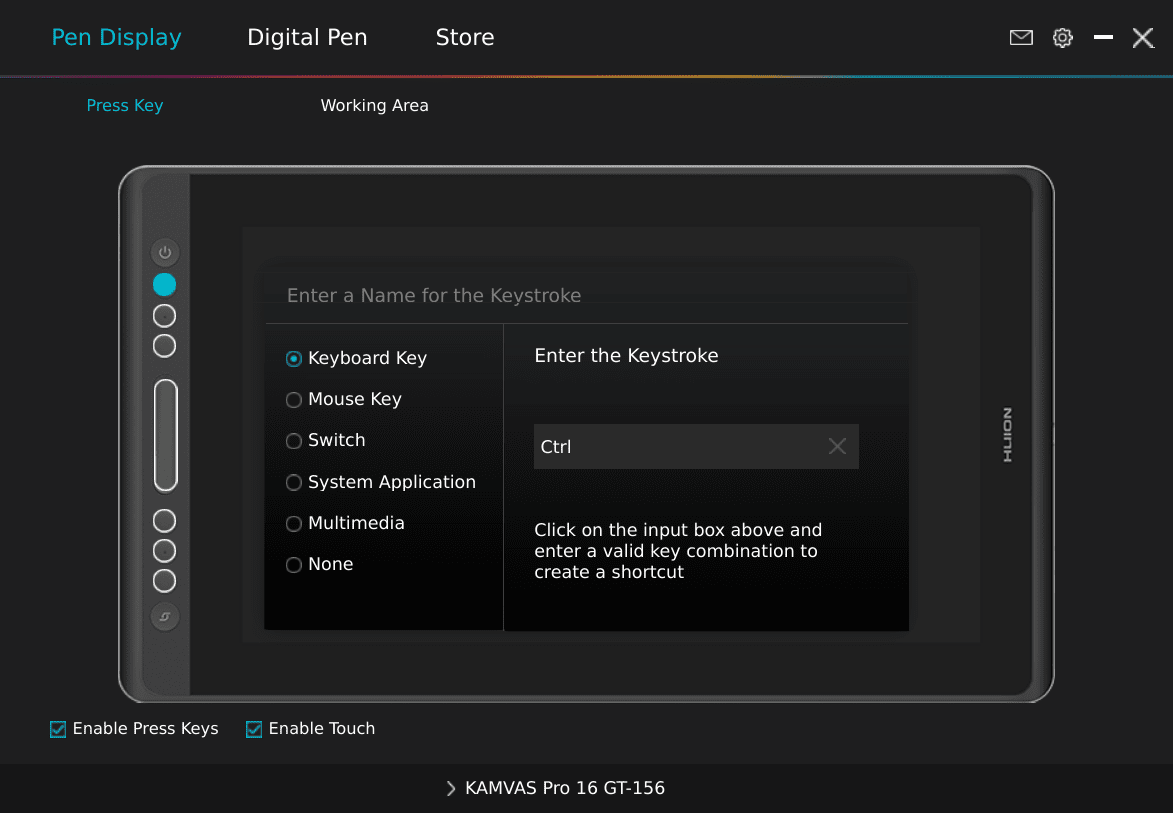 Pen Display
Digital Pen
Store
Press Key
Working Area
Enter a Name for the Keystroke
Keyboard Key
Mouse Key
Switch
System Application
Multimedia
None
Enter the Keystroke
Ctrl
Click on the input box above and
enter a valid key combination to
create a shortcut
HUION
Enable Press Keys
Enable Touch
KAMVAS Pro 16 GT-156